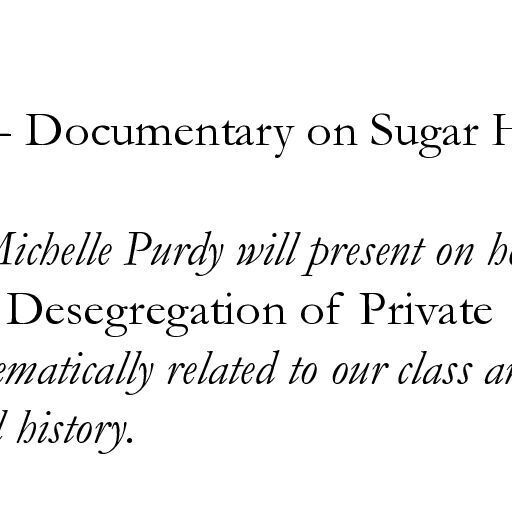 - Documentary on Sugar H
Michelle Purdy will present on h
Desegregation of Private
ematically related to our class a
history.